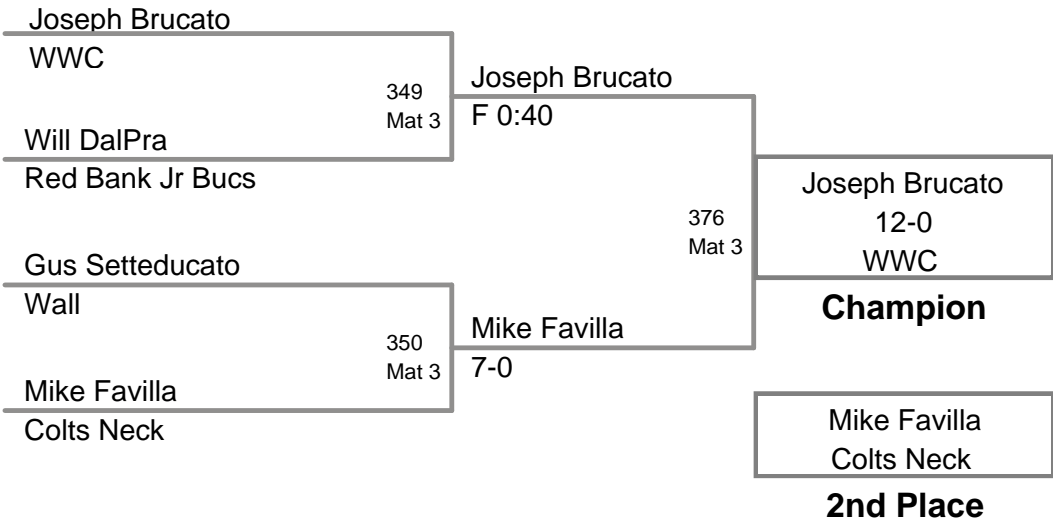 Joseph Brucato
WWC
349
Mat 3
Will DalPra
Red Bank Jr Bucs
Joseph Brucato
F 0:40
Gus Setteducato
Wall
350
Mat 3
Mike Favilla
Colts Neck
Mike Favilla
7-0
376
Mat 3
Joseph Brucato
12-0
WWC
Champion
Mike Favilla
Colts Neck
2nd Place